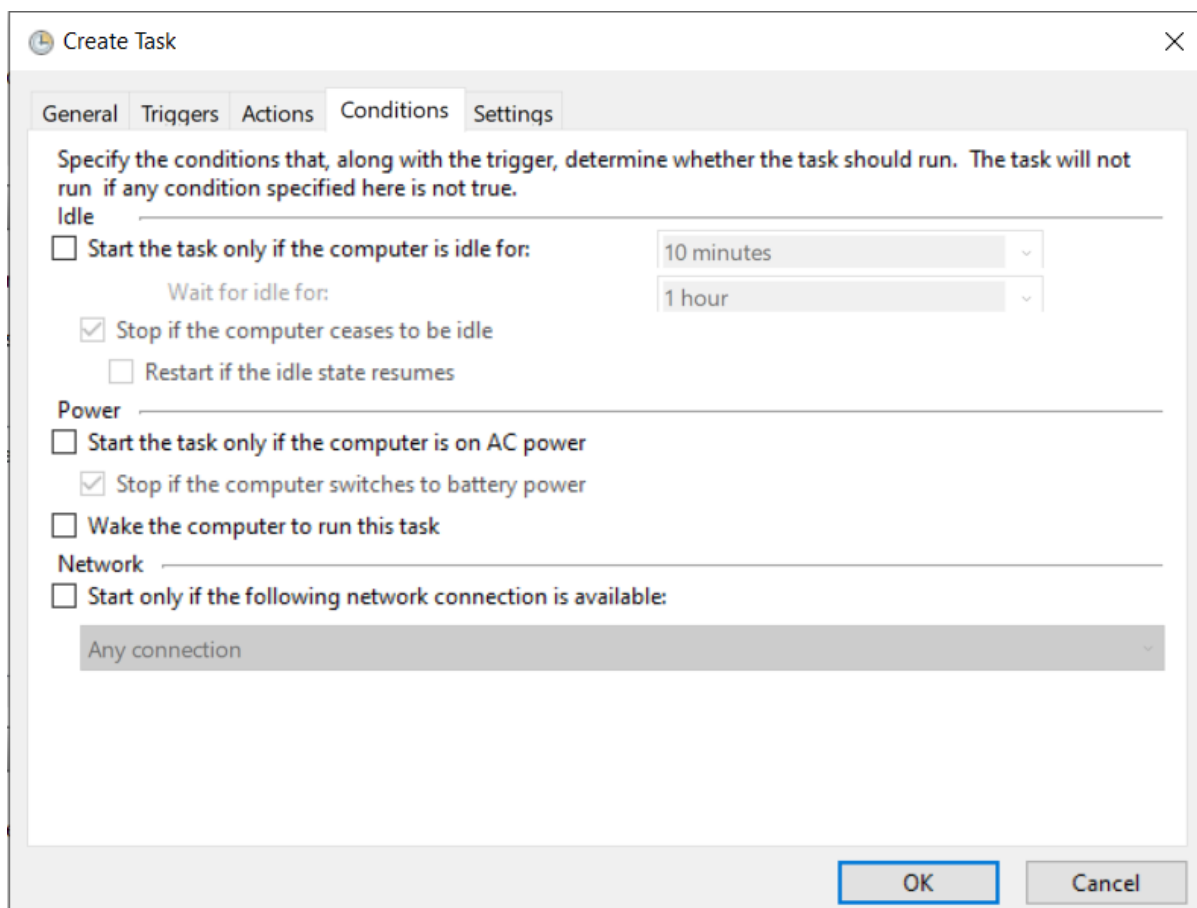 Create Task
General Triggers Actions Conditions Settings
Specify the conditions that, along with the trigger, determine whether the task should run.  The task will not
run  if any condition specified here is not true.
Idle
Start the task only if the computer is idle for: 10 minutes
Wait for idle for: 1 hour
Stop if the computer ceases to be idle
Restart if the idle state resumes
Power
Start the task only if the computer is on AC power
Stop if the computer switches to battery power
Wake the computer to run this task
Network
Start only if the following network connection is available:
Any connection
OK Cancel